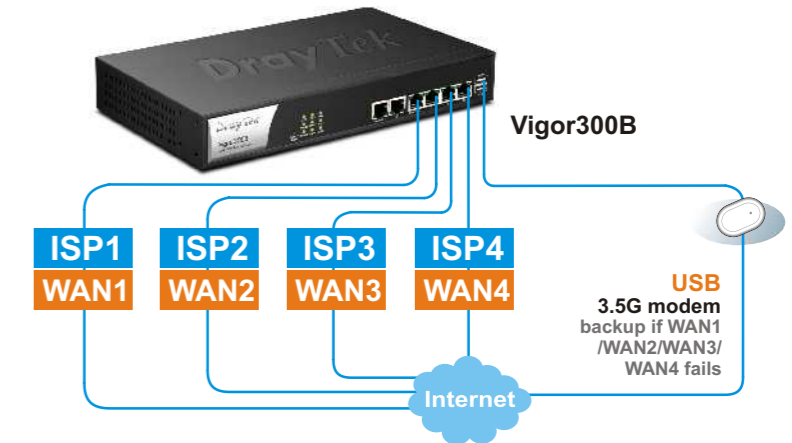 DrayTek
DrayTek
Vigor300B
ISP1
ISP2
ISP3
ISP4
WAN1
WAN2
WAN3
WAN4
USB
3.5G modem
backup if WAN1
/WAN2/WAN3/
WAN4 fails
Internet